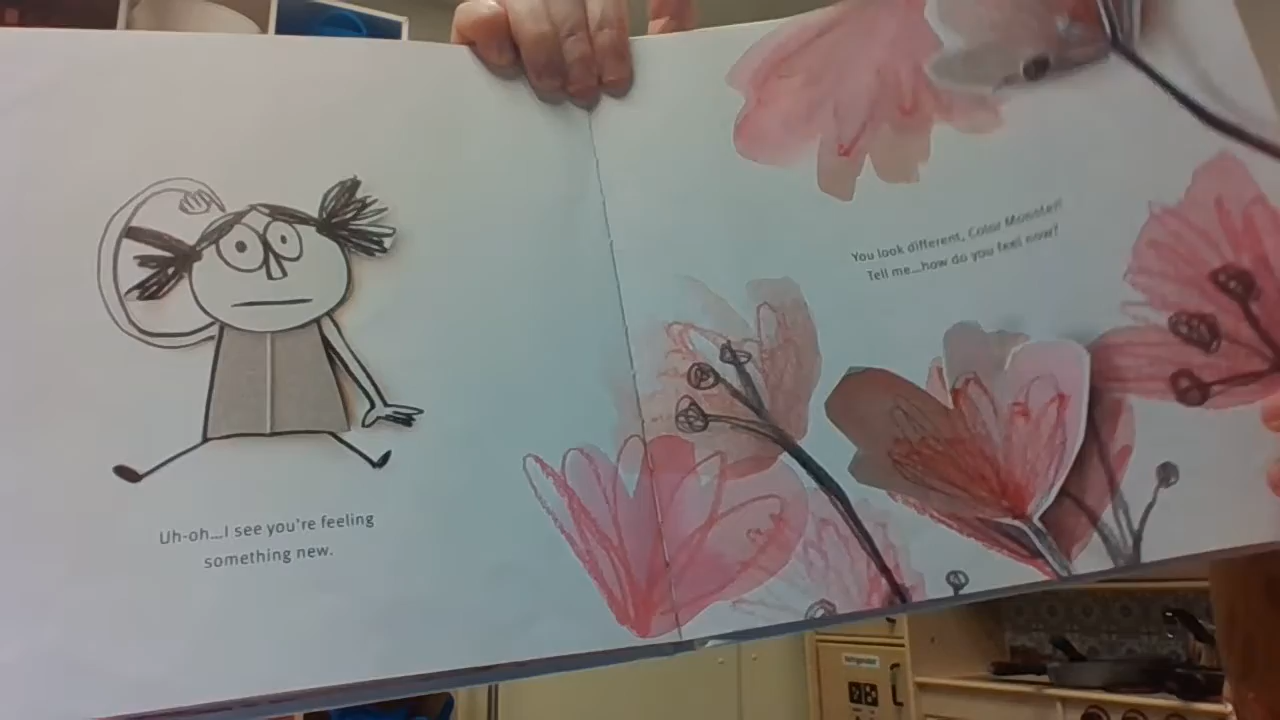 Uh-oh...I see you're feeling
something new.
You look different, Color Monster!
Tell me...how do you feel now?
refrigerator